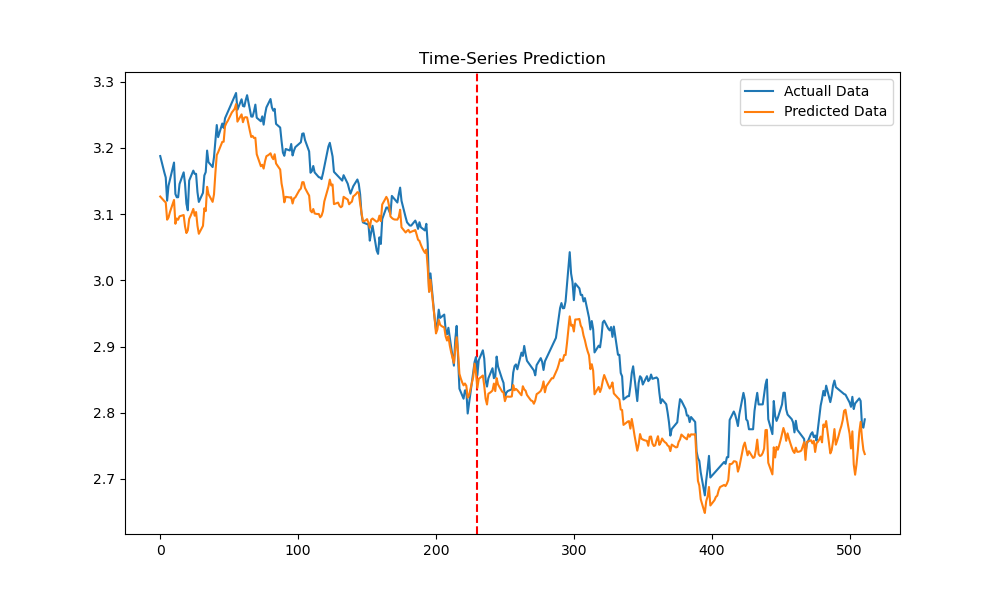 Time-Series Prediction
Actuall Data
Predicted Data
3.3
3.2
3.1
3.0
2.9
2.8
2.7
0 100 200 300 400 500